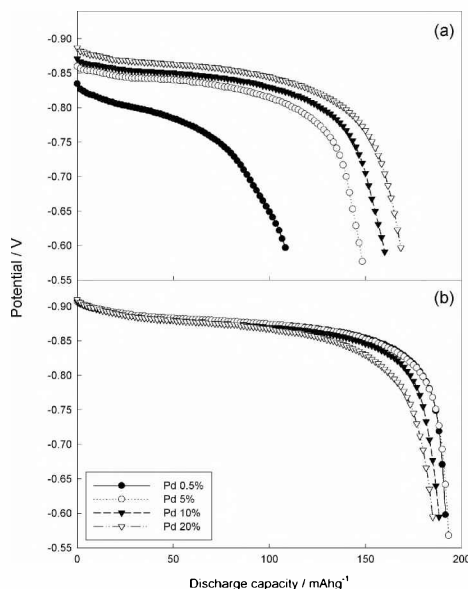 (a)
-0.90
-0.85
-0.80
-0.75
-0.70
-0.65
-0.60
-0.55
Potential / V
(b)
-0.90
-0.85
-0.80
-0.75
-0.70
-0.65
-0.60
-0.55
Pd 0.5%
Pd 5%
Pd 10%
Pd 20%
0 50 100 150 200
Discharge capacity / mAhg⁻¹